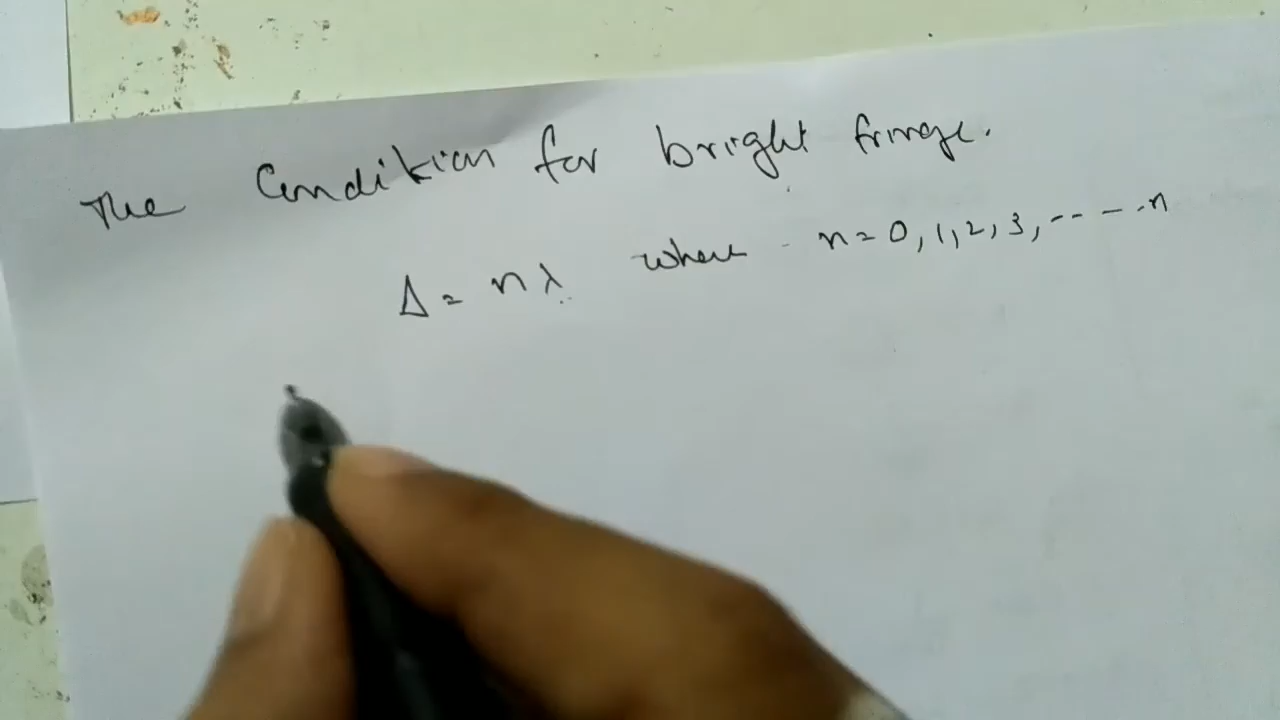 The Condition for bright fringe.
Δ = nλ where n = 0, 1, 2, 3, ----- n